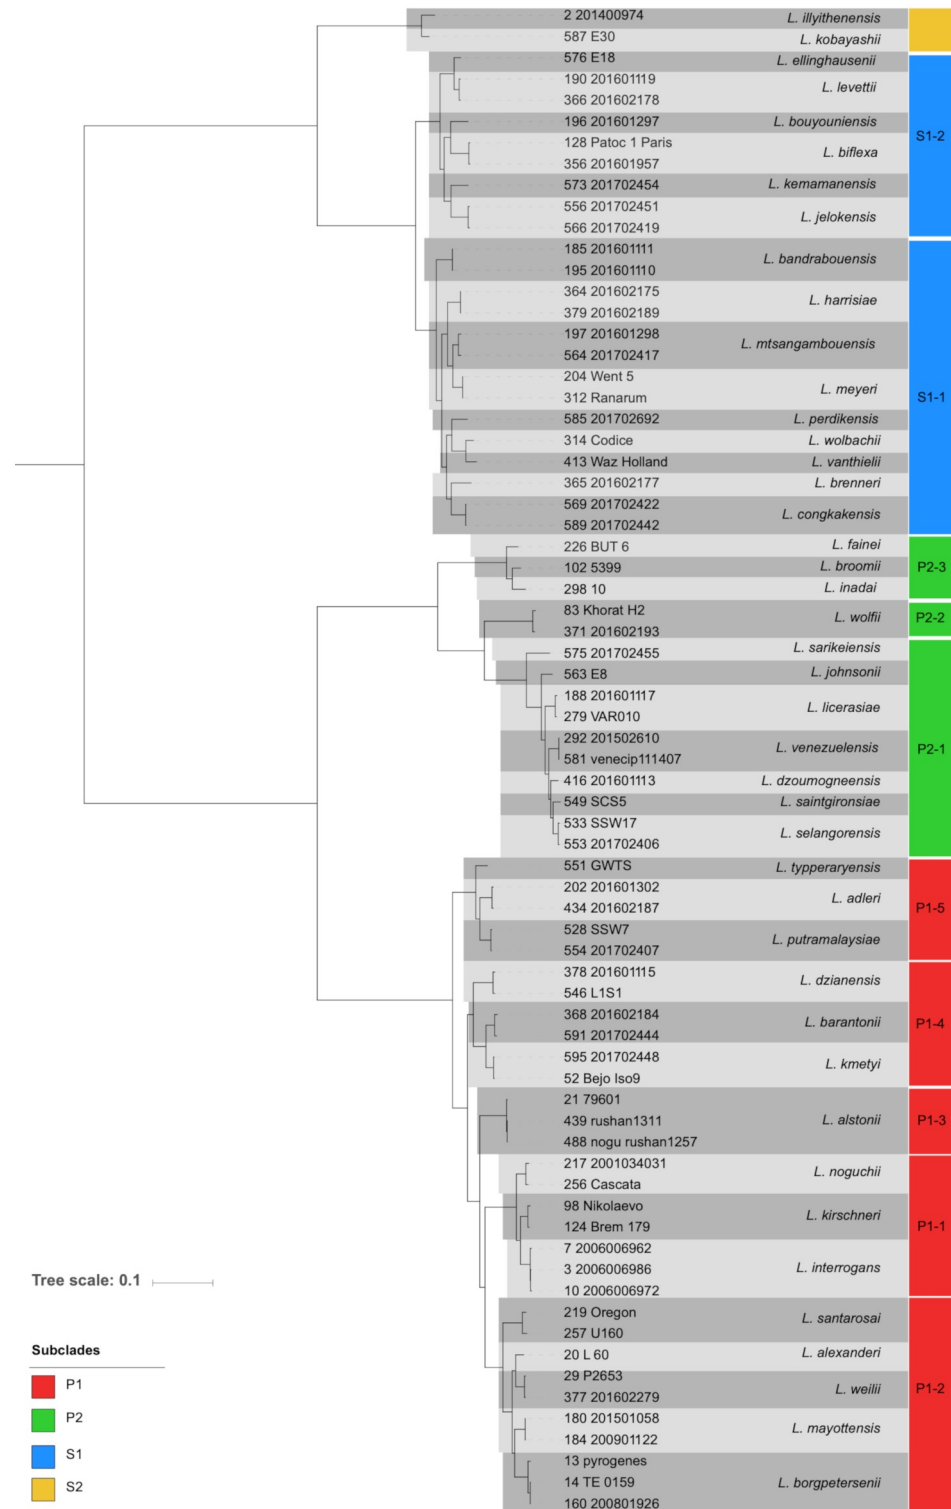 2 201400974 L. illyithenensis
587 E30 L. kobayashii
576 E18 L. ellinghausenii
190 201601119
L. levettii
366 201602178
196 201601297 L. bouyouniensis
128 Patoc 1 Paris
S1-2
L. biflexa
356 201601957
573 201702454 L. kemamanensis
556 201702451
L. jelokensis
566 201702419
185 201601111
L. bandrabouensis
195 201601110
364 201602175
L. harrisiae
379 201602189
197 201601298
L. mtsangambouensis
564 201702417
204 Went 5
L. meyeri
S1-1
312 Ranarum
585 201702692 L. perdikensis
314 Codice L. wolbachii
413 Waz Holland L. vanthielii
365 201602177 L. brenneri
569 201702422
L. congkakensis
589 201702442
226 BUT 6 L. fainei
102 5399 L. broomii P2-3
298 10 L. inadai
83 Khorat H2
L. wolfii P2-2
371 201602193
575 201702455 L. sarikeiensis
563 E8 L. johnsonii
188 201601117
L. licerasiae
279 VAR010
292 201502610
L. venezuelensis P2-1
581 venecip111407
416 201601113 L. dzoumogneensis
549 SCS5 L. saintgironsiae
533 SSW17
L. selangorensis
553 201702406
551 GWTS L. typperaryensis
202 201601302
L. adleri P1-5
434 201602187
528 SSW7
L. putramalaysiae
554 201702407
378 201601115
L. dzianensis
546 L1S1
368 201602184
L. barantonii P1-4
591 201702444
595 201702448
L. kmetyi
52 Bejo Iso9
21 79601
439 rushan1311 L. alstonii P1-3
488 nogu rushan1257
217 2001034031
L. noguchii
256 Cascata
98 Nikolaevo
L. kirschneri P1-1
124 Brem 179
7 2006006962
3 2006006986 L. interrogans
10 2006006972
Tree scale: 0.1
219 Oregon
L. santarosai
257 U160
20 L 60 L. alexanderi
29 P2653
L. weilii P1-2
377 201602279
180 201501058
L. mayottensis
184 200901122
13 pyrogenes
14 TE 0159 L. borgpetersenii
160 200801926
Subclades
P1
P2
S1
S2